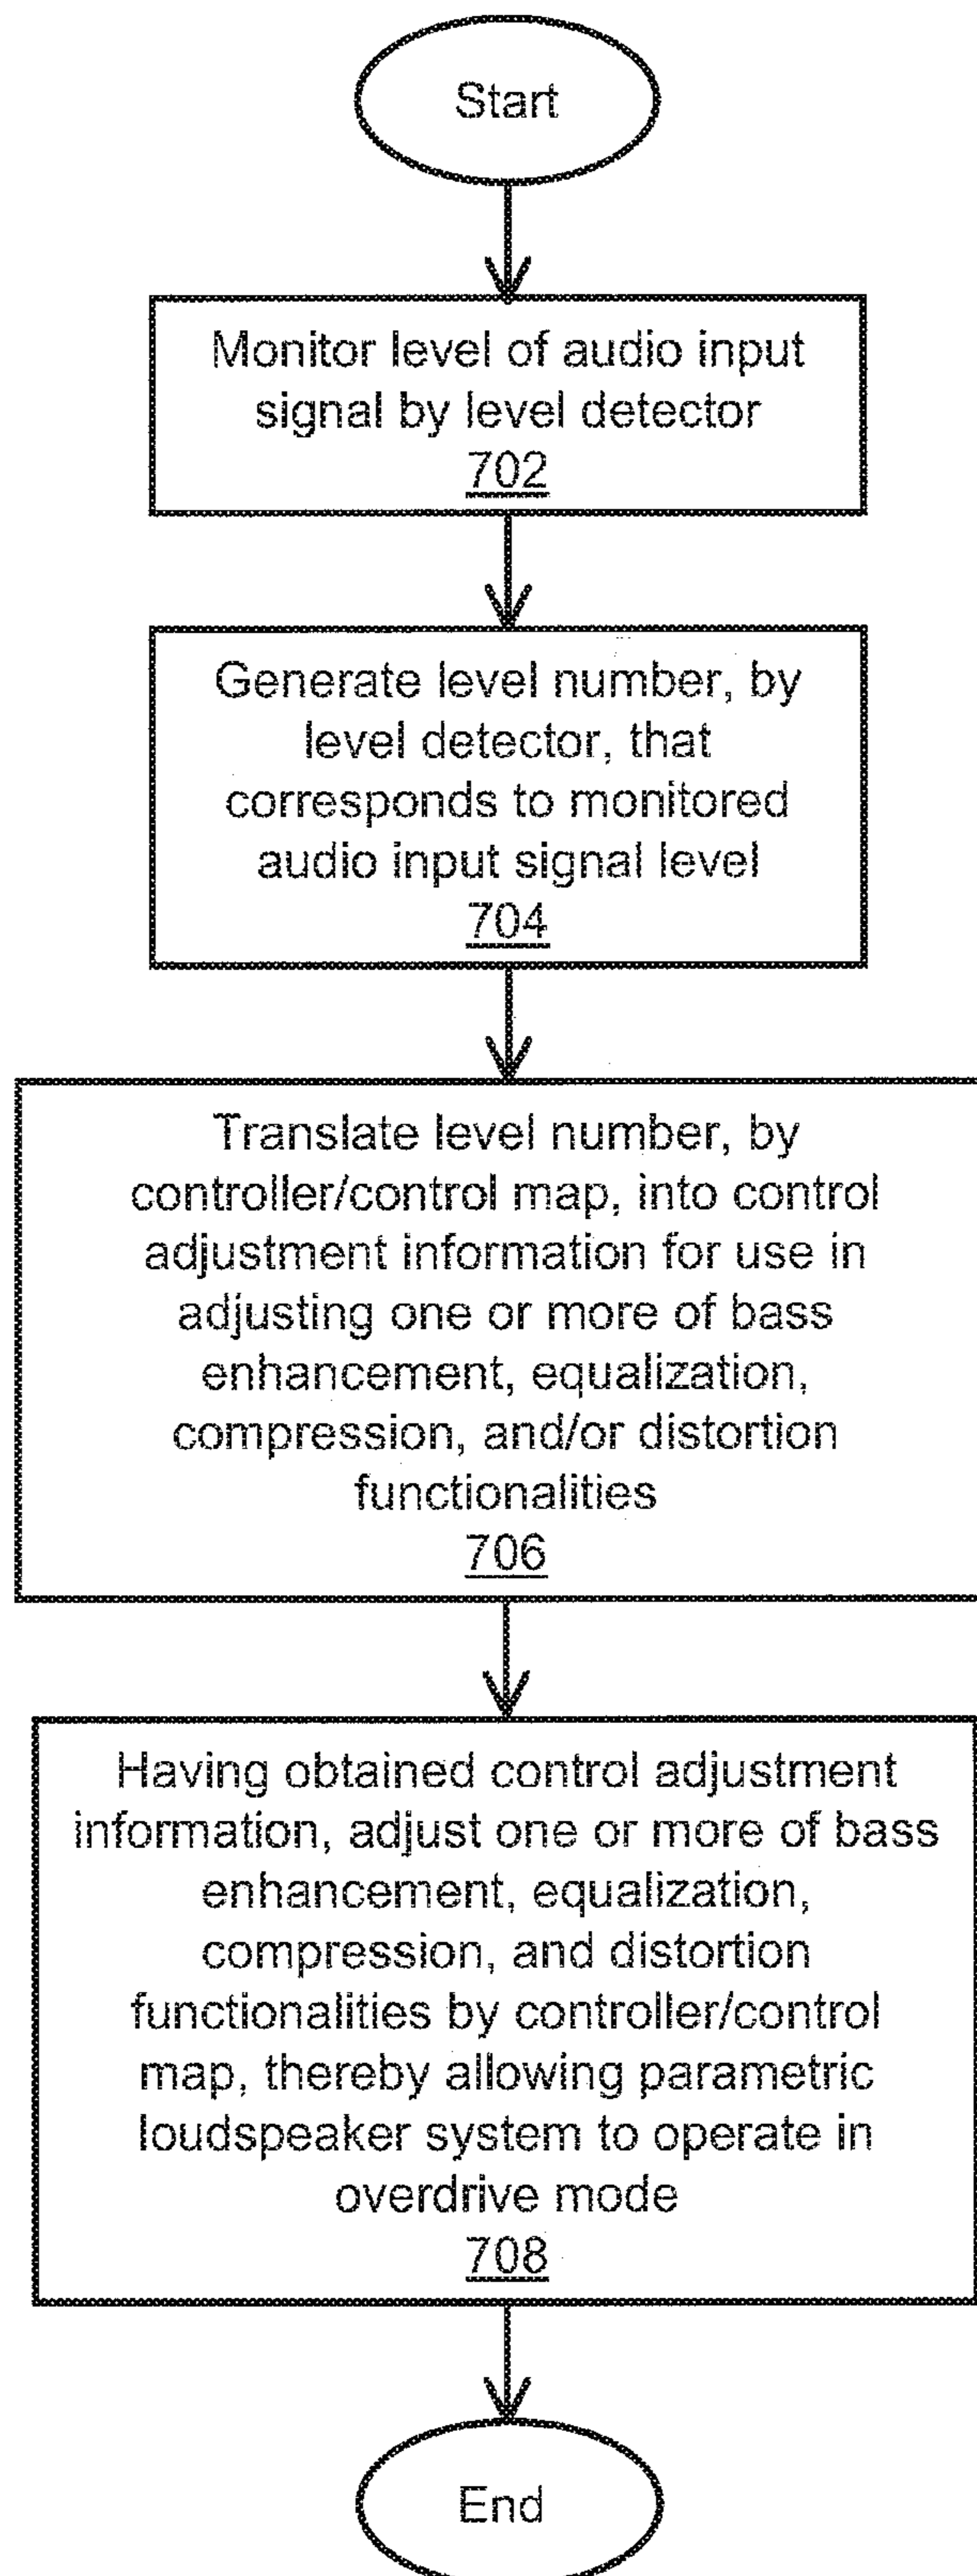 Start
Monitor level of audio input
signal by level detector
702
Generate level number, by
level detector, that
corresponds to monitored
audio input signal level
704
Translate level number, by
controller/control map, into control
adjustment information for use in
adjusting one or more of bass
enhancement, equalization,
compression, and/or distortion
functionalities
706
Having obtained control adjustment
information, adjust one or more of bass
enhancement, equalization,
compression, and distortion
functionalities by controller/control
map, thereby allowing parametric
loudspeaker system to operate in
overdrive mode
708
End